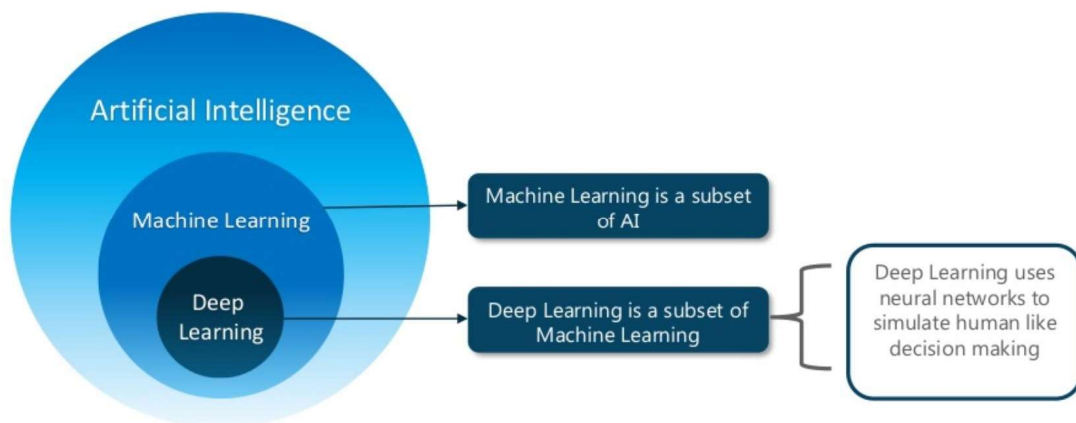 Artificial Intelligence
Machine Learning
Deep
Learning
Machine Learning is a subset
of AI
Deep Learning is a subset of
Machine Learning
Deep Learning uses
neural networks to
simulate human like
decision making